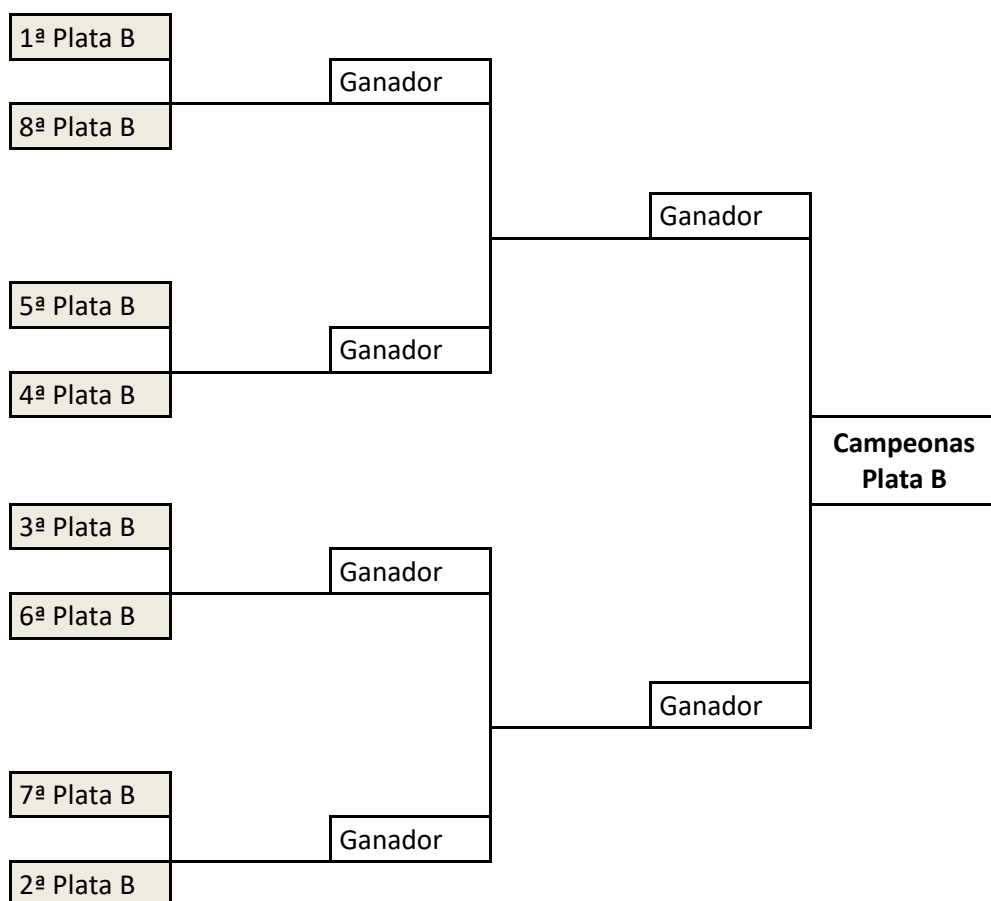 1ª Plata B
Ganador
8ª Plata B
Ganador
5ª Plata B
Ganador
4ª Plata B
Campeonas
Plata B
3ª Plata B
Ganador
6ª Plata B
Ganador
7ª Plata B
Ganador
2ª Plata B